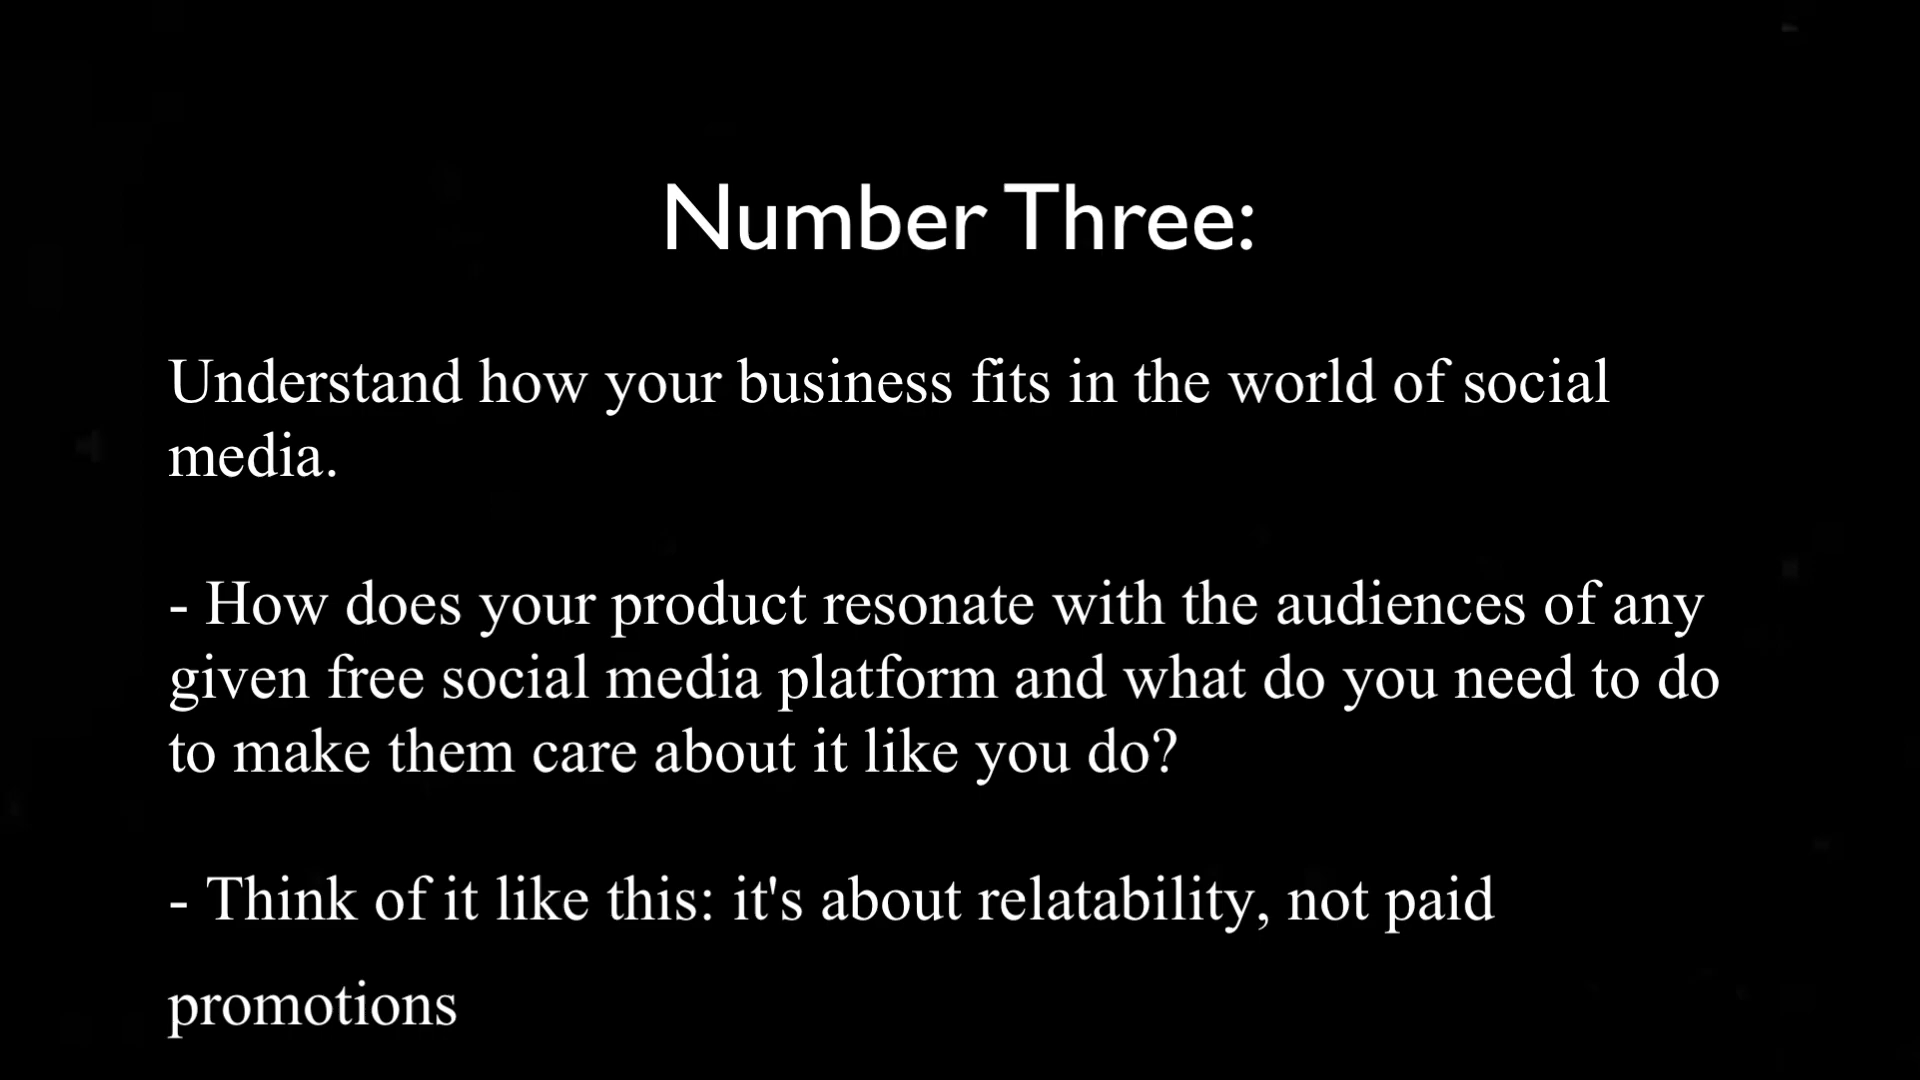 Number Three:
Understand how your business fits in the world of social
media.
- How does your product resonate with the audiences of any
given free social media platform and what do you need to do
to make them care about it like you do?
- Think of it like this: it's about relatability, not paid
promotions